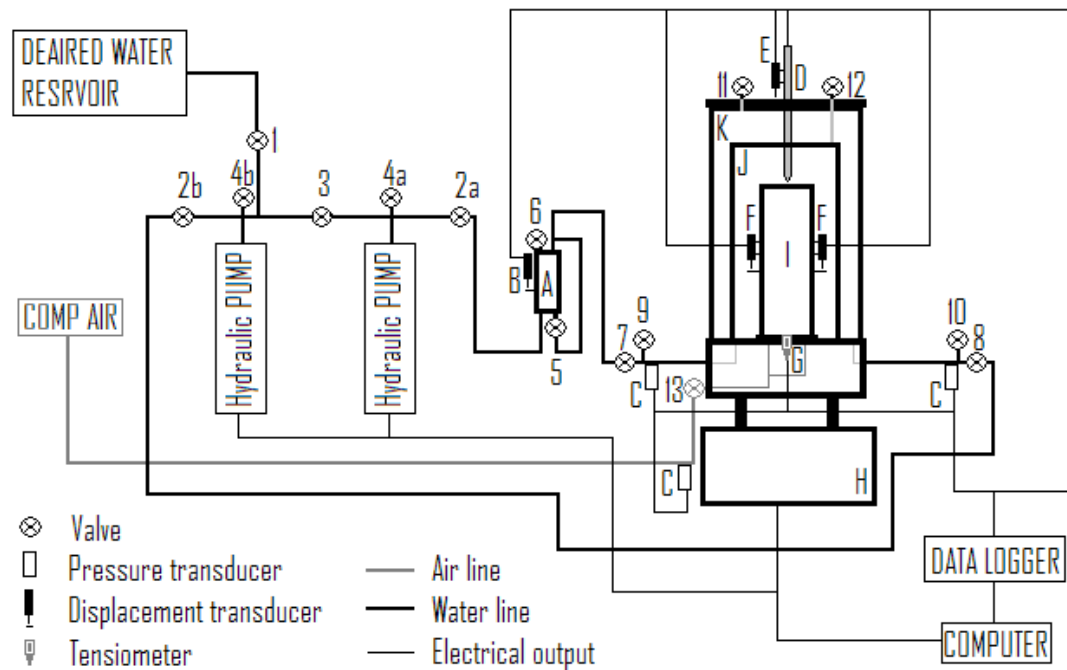 DEAIRED WATER
RESRVOIR
1
2b
4b
3
4a
2a
Hydraulic PUMP
Hydraulic PUMP
COMP AIR
6
B
A
5
E
D
11
12
K
J
F
F
I
9
7
10
8
G
13
C
C
C
H
Valve
Pressure transducer
Displacement transducer
Tensiometer
Air line
Water line
Electrical output
DATA LOGGER
COMPUTER